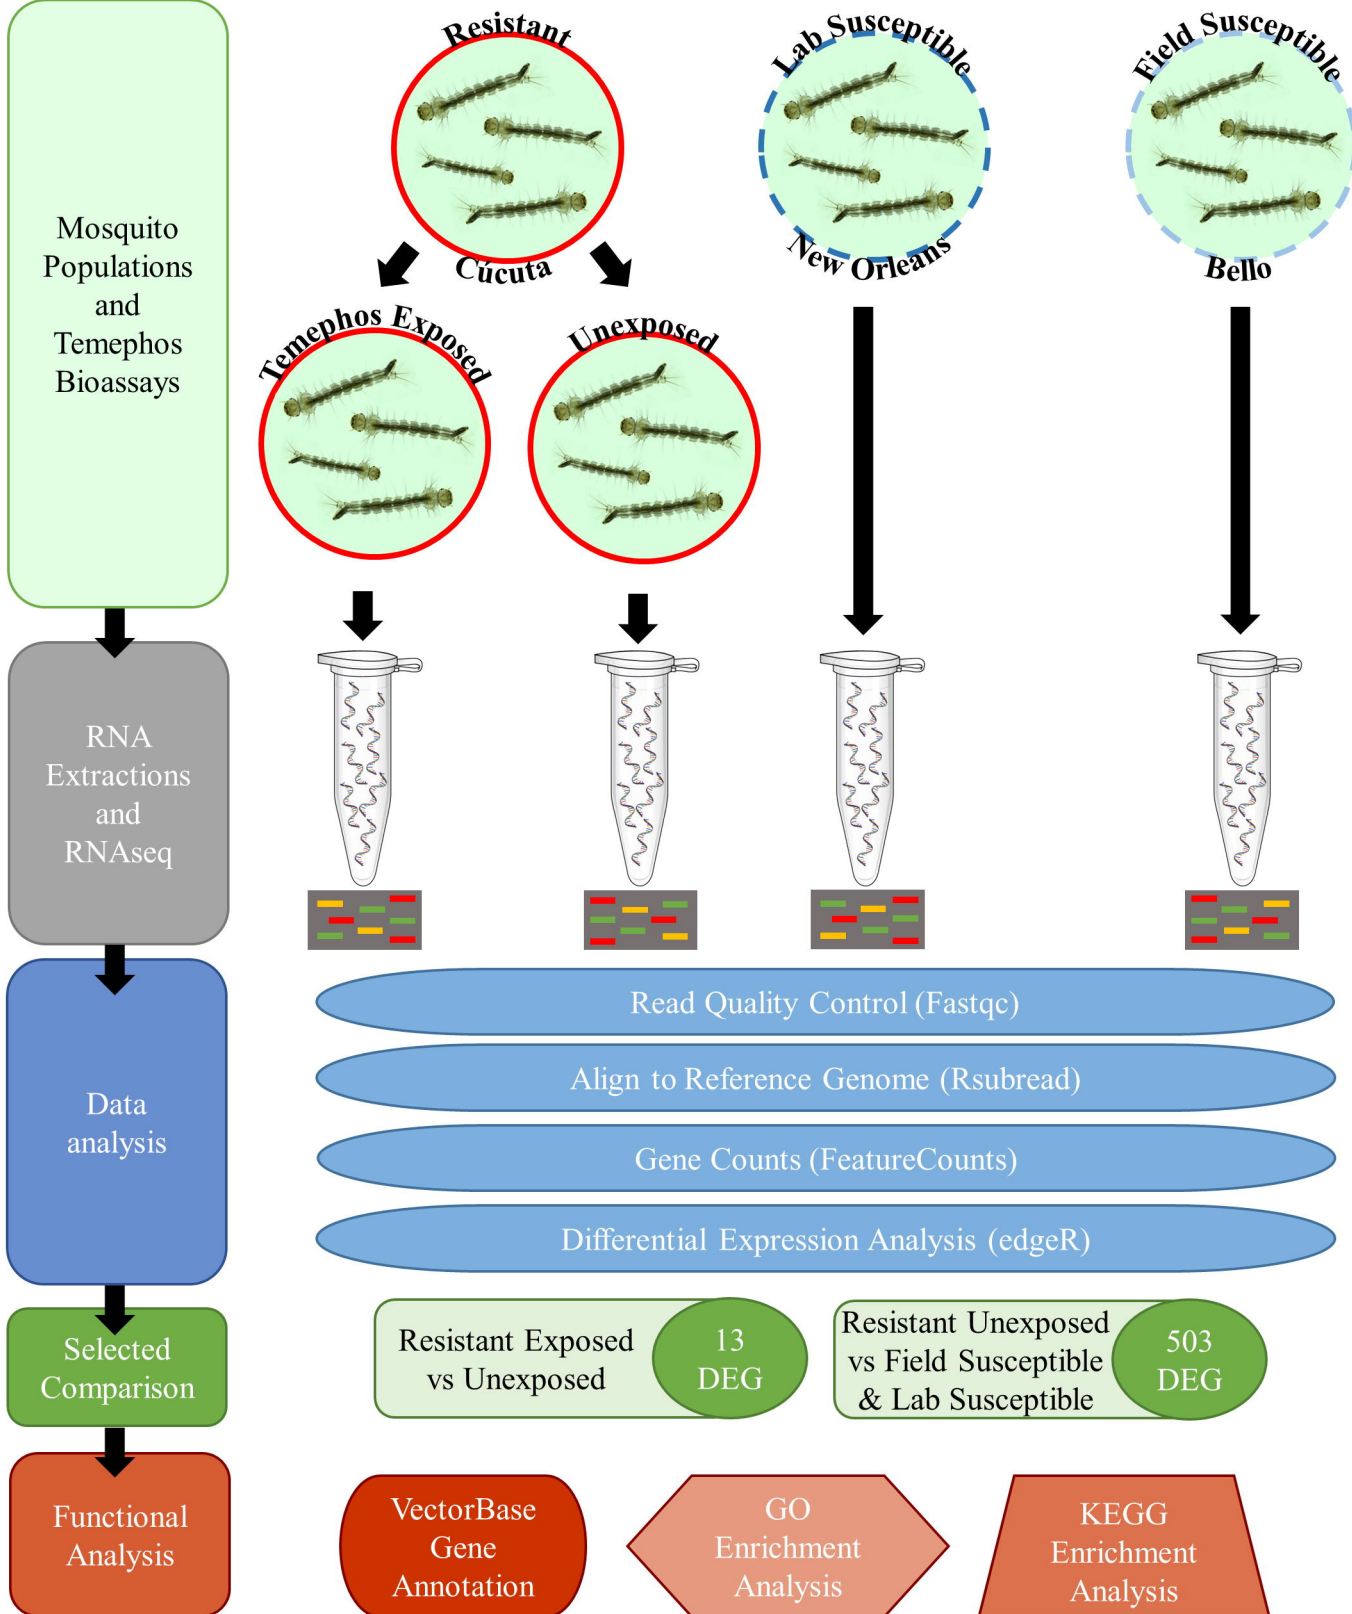 Mosquito
Populations
and
Temephos
Bioassays
Resistant
Cúcuta
Lab Susceptible
New Orleans
Field Susceptible
Bello
Temephos Exposed
Unexposed
RNA
Extractions
and
RNAseq
Data
analysis
Read Quality Control (Fastqc)
Align to Reference Genome (Rsubread)
Gene Counts (FeatureCounts)
Differential Expression Analysis (edgeR)
Selected
Comparison
Resistant Exposed
vs Unexposed
13
DEG
Resistant Unexposed
vs Field Susceptible
& Lab Susceptible
503
DEG
Functional
Analysis
VectorBase
Gene
Annotation
GO
Enrichment
Analysis
KEGG
Enrichment
Analysis